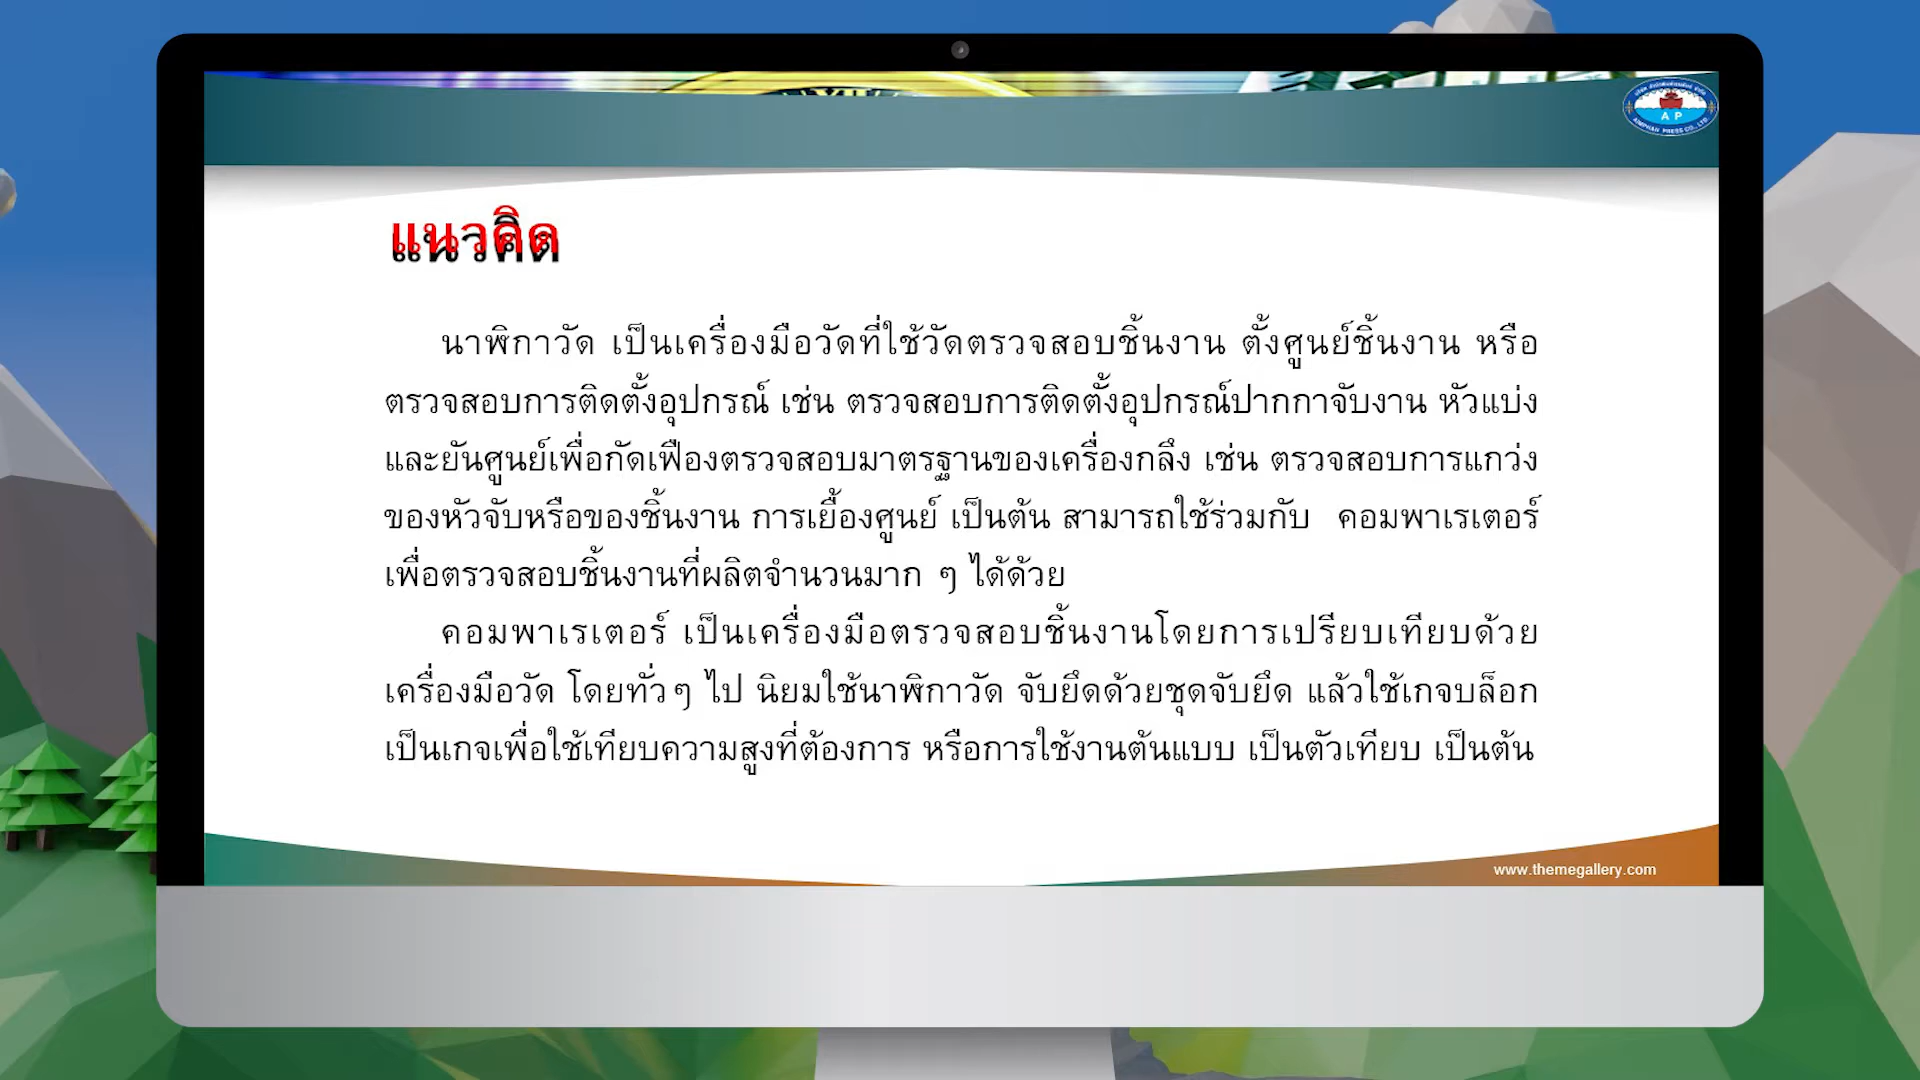 A P
AIMPHAN PRESS CO., LTD.
แนวคิด
นาฬิกาวัด เป็นเครื่องมือวัดที่ใช้วัดตรวจสอบชิ้นงาน ตั้งศูนย์ชิ้นงาน หรือ
ตรวจสอบการติดตั้งอุปกรณ์ เช่น ตรวจสอบการติดตั้งอุปกรณ์ปากกาจับงาน หัวแบ่ง
และยันศูนย์เพื่อกัดเฟืองตรวจสอบมาตรฐานของเครื่องกลึง เช่น ตรวจสอบการแกว่ง
ของหัวจับหรือของชิ้นงาน การเยื้องศูนย์ เป็นต้น สามารถใช้ร่วมกับ คอมพาเรเตอร์
เพื่อตรวจสอบชิ้นงานที่ผลิตจำนวนมาก ๆ ได้ด้วย
คอมพาเรเตอร์ เป็นเครื่องมือตรวจสอบชิ้นงานโดยการเปรียบเทียบด้วย
เครื่องมือวัด โดยทั่วๆ ไป นิยมใช้นาฬิกาวัด จับยึดด้วยชุดจับยึด แล้วใช้เกจบล็อก
เป็นเกจเพื่อใช้เทียบความสูงที่ต้องการ หรือการใช้งานต้นแบบ เป็นตัวเทียบ เป็นต้น
www.themegallery.com